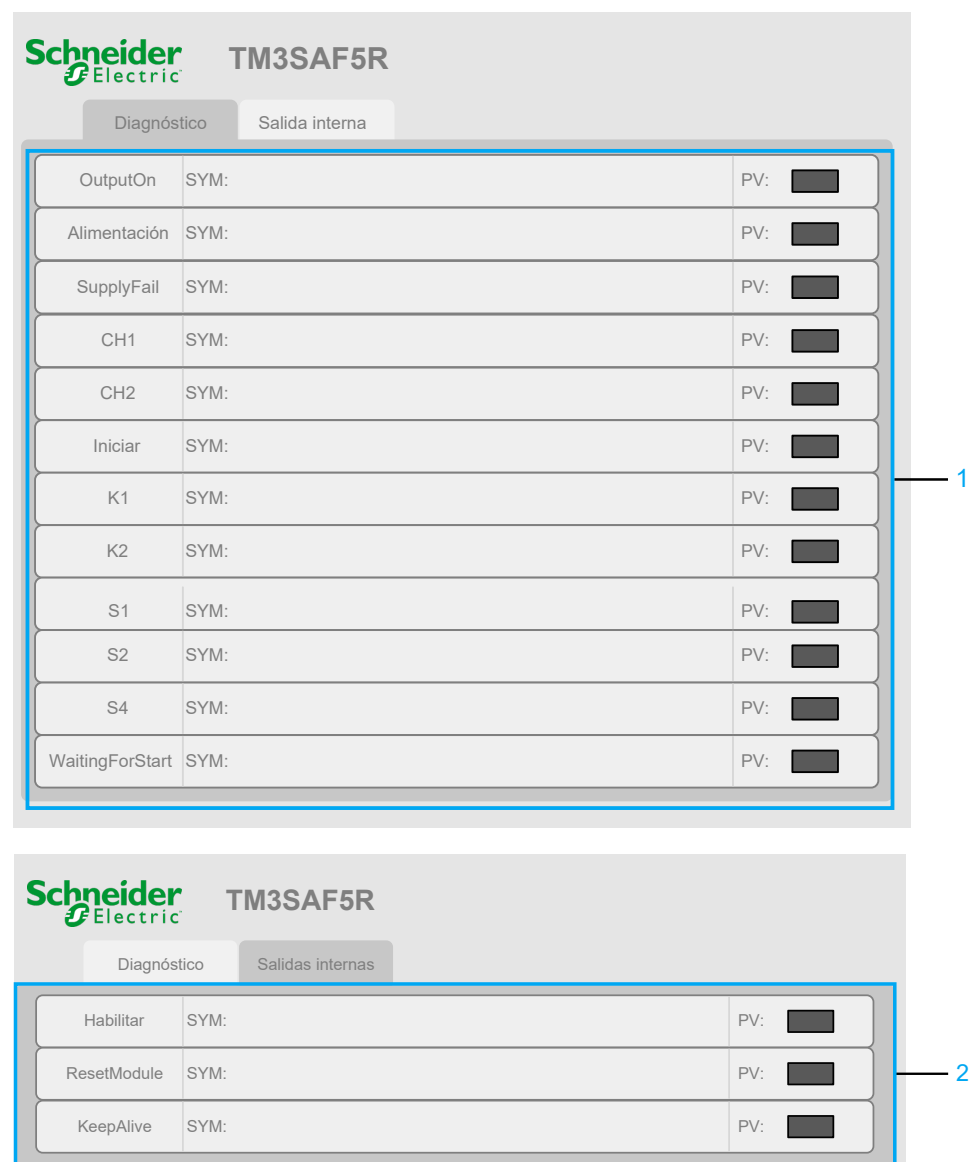 Schneider Electric TM3SAF5R
Diagnóstico Salida interna
OutputOn SYM: PV:
Alimentación SYM: PV:
SupplyFail SYM: PV:
CH1 SYM: PV:
CH2 SYM: PV:
Iniciar SYM: PV:
1
K1 SYM: PV:
K2 SYM: PV:
S1 SYM: PV:
S2 SYM: PV:
S4 SYM: PV:
WaitingForStart SYM: PV:
Schneider Electric TM3SAF5R
Diagnóstico Salidas internas
Habilitar SYM: PV:
ResetModule SYM: PV:
2
KeepAlive SYM: PV: